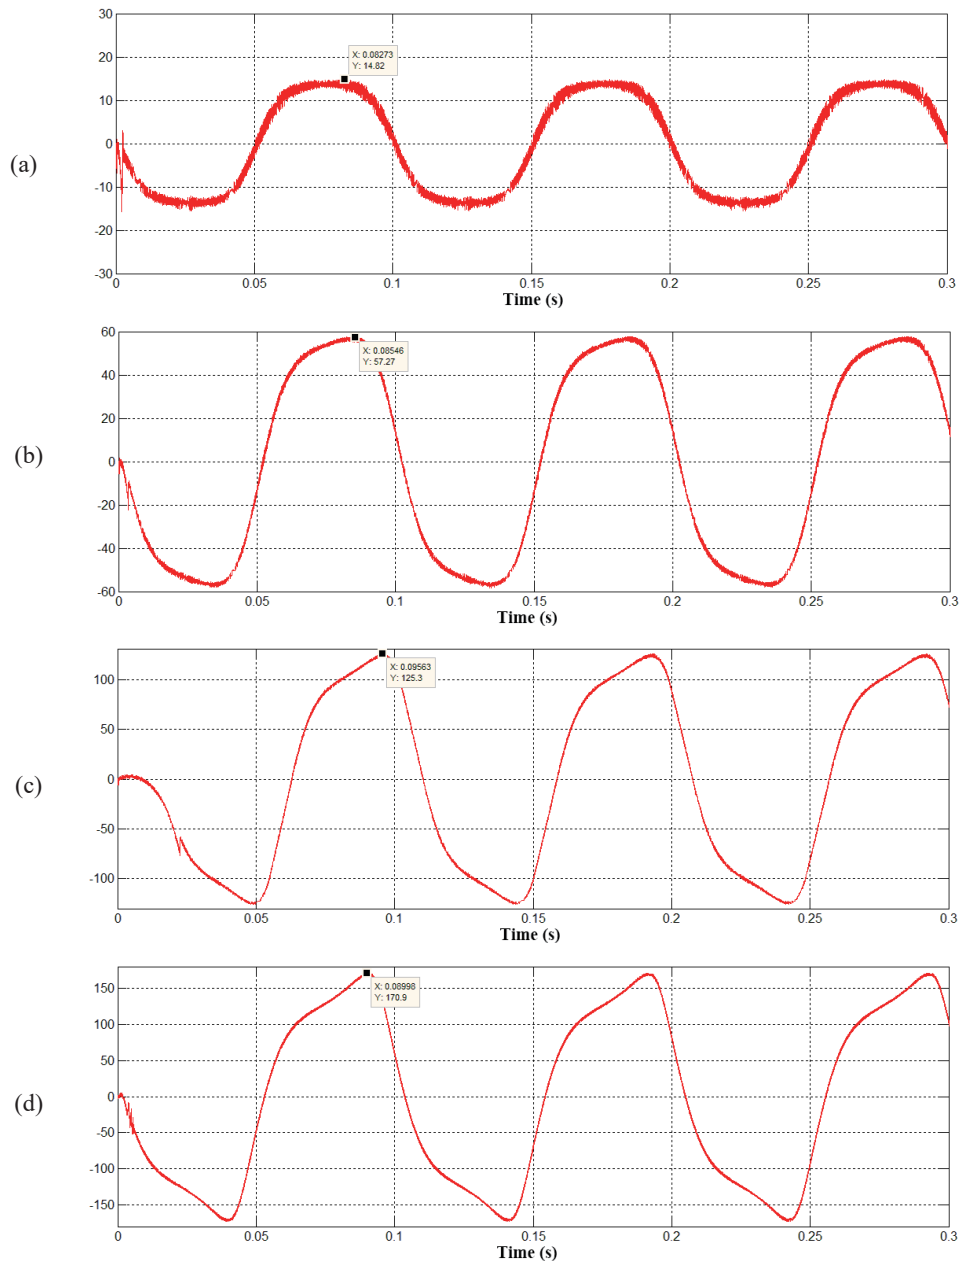 30
20
10
0
-10
-20
-30
X: 0.08273
Y: 14.82
(a)
0 0.05 0.1 0.15 0.2 0.25 0.3
Time (s)
60
40
20
0
-20
-40
-60
X: 0.08546
Y: 57.27
(b)
0 0.05 0.1 0.15 0.2 0.25 0.3
Time (s)
100
50
0
-50
-100
X: 0.09563
Y: 125.3
(c)
0 0.05 0.1 0.15 0.2 0.25 0.3
Time (s)
150
100
50
0
-50
-100
-150
X: 0.08998
Y: 170.9
(d)
0 0.05 0.1 0.15 0.2 0.25 0.3
Time (s)